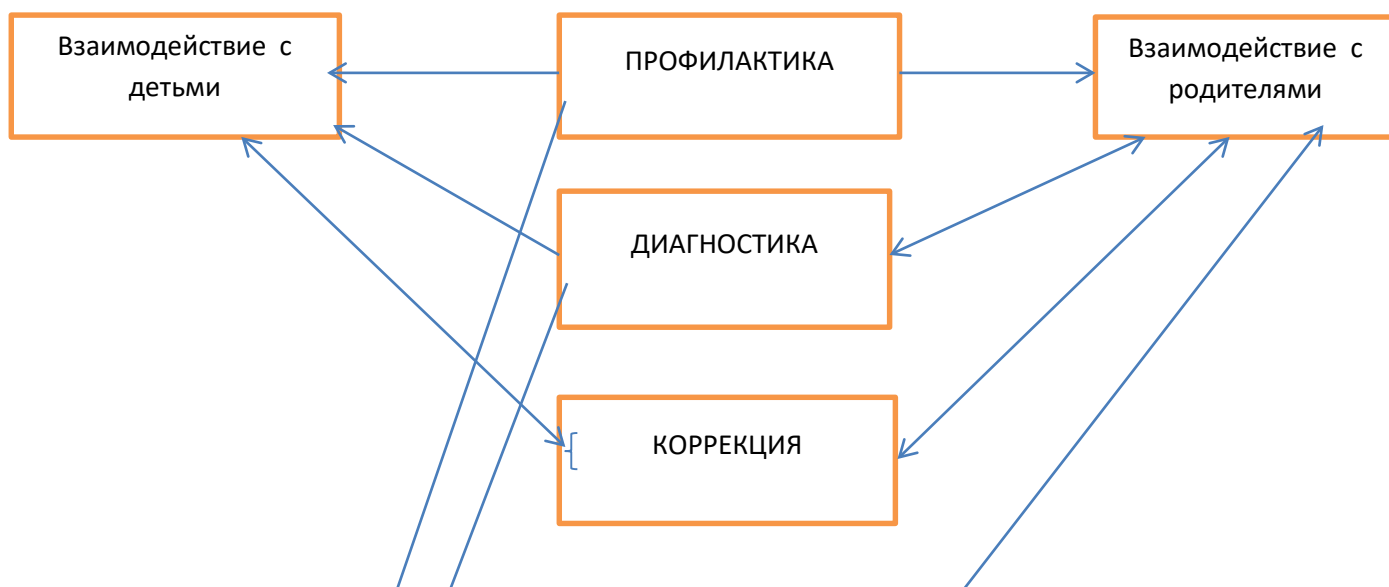 Взаимодействие с
детьми
ПРОФИЛАКТИКА
Взаимодействие с
родителями
ДИАГНОСТИКА
КОРРЕКЦИЯ